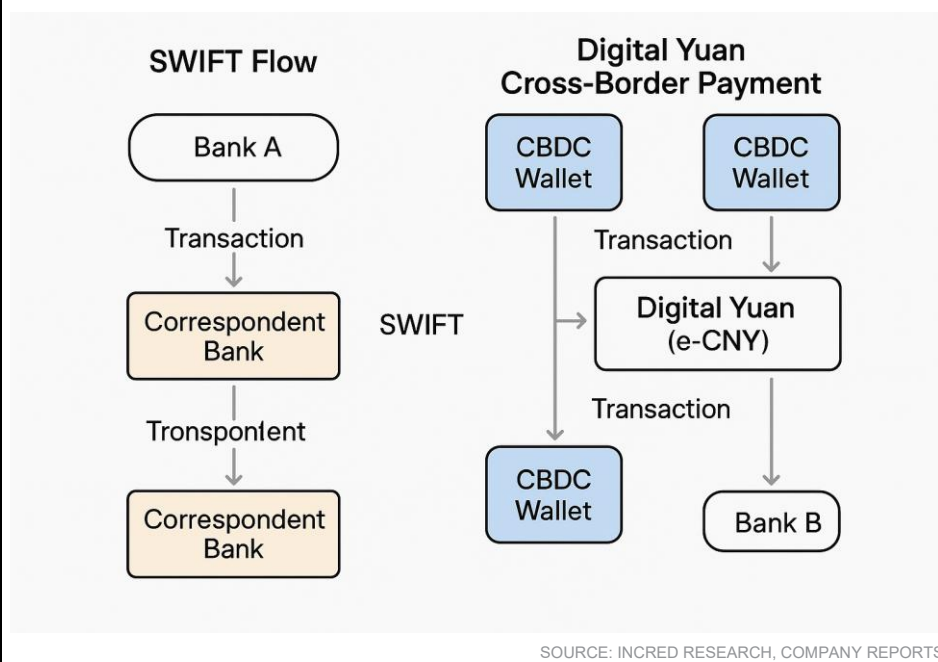 SWIFT Flow
Bank A
Transaction
Correspondent
Bank
Tronspontent
Correspondent
Bank
SWIFT
Digital Yuan
Cross-Border Payment
CBDC
Wallet
CBDC
Wallet
Transaction
Digital Yuan
(e-CNY)
Transaction
CBDC
Wallet
Bank B
SOURCE: INCRED RESEARCH, COMPANY REPORTS